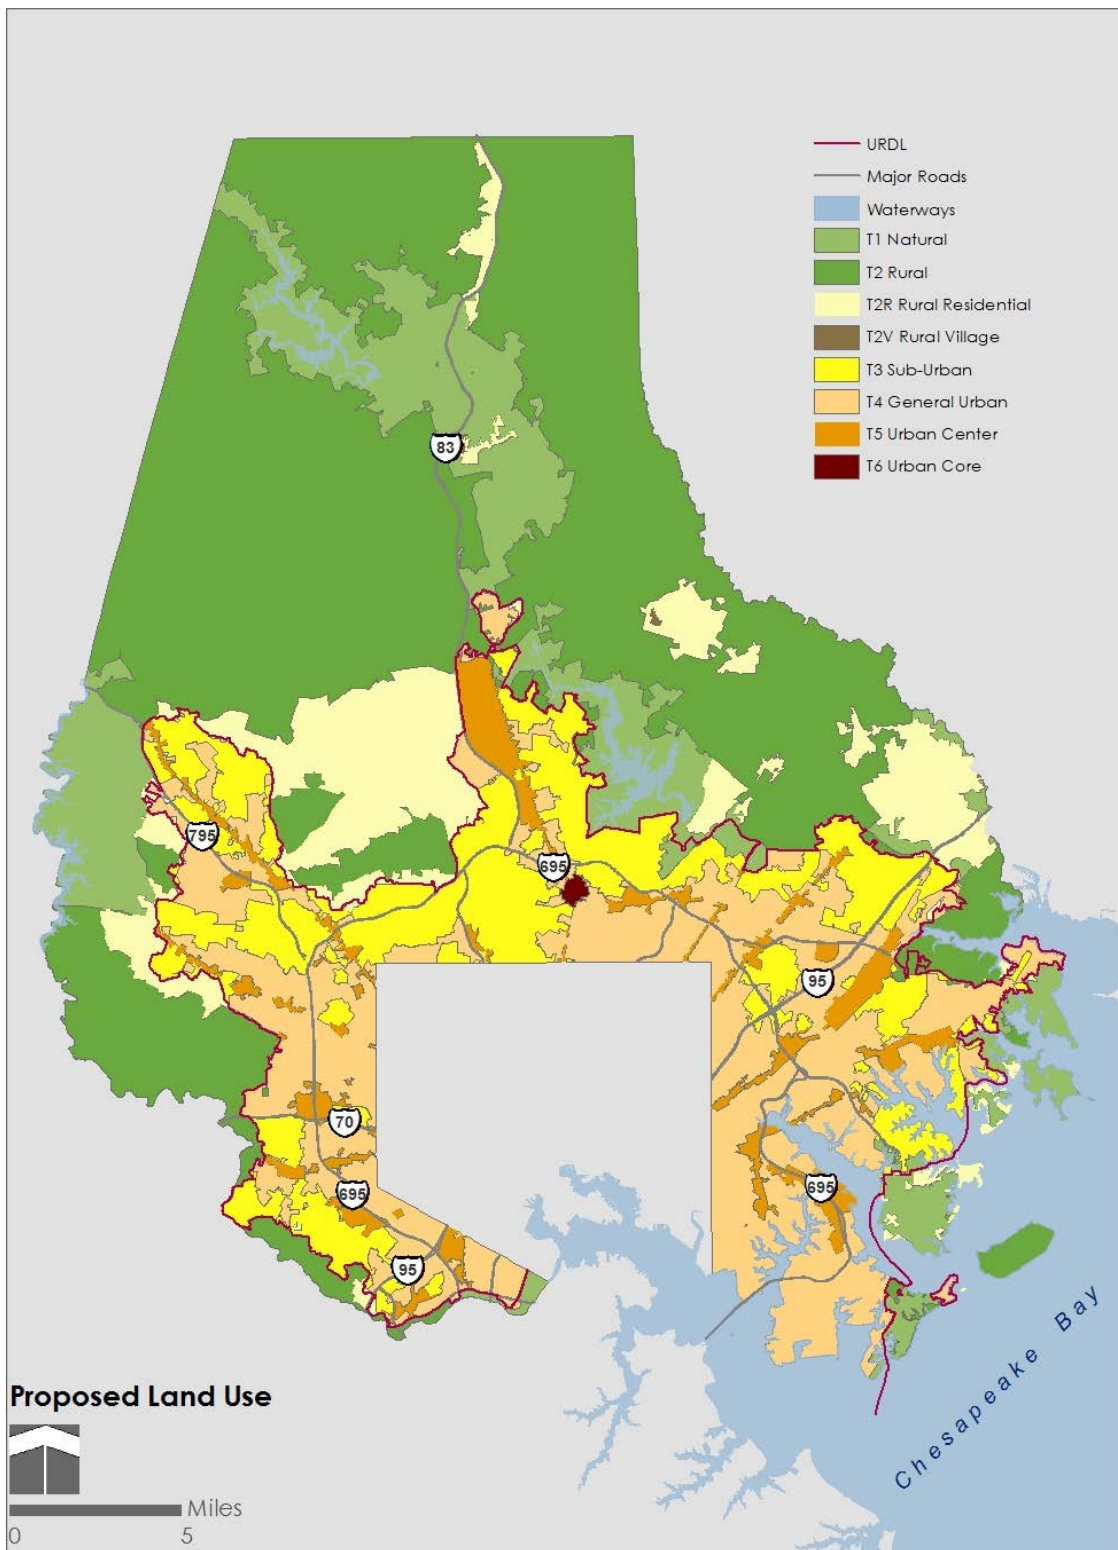 URDL
Major Roads
Waterways
T1 Natural
T2 Rural
T2R Rural Residential
T2V Rural Village
T3 Sub-Urban
T4 General Urban
T5 Urban Center
T6 Urban Core
83
795
695
95
70
695
695
95
Chesapeake Bay
Proposed Land Use
Miles
0 5